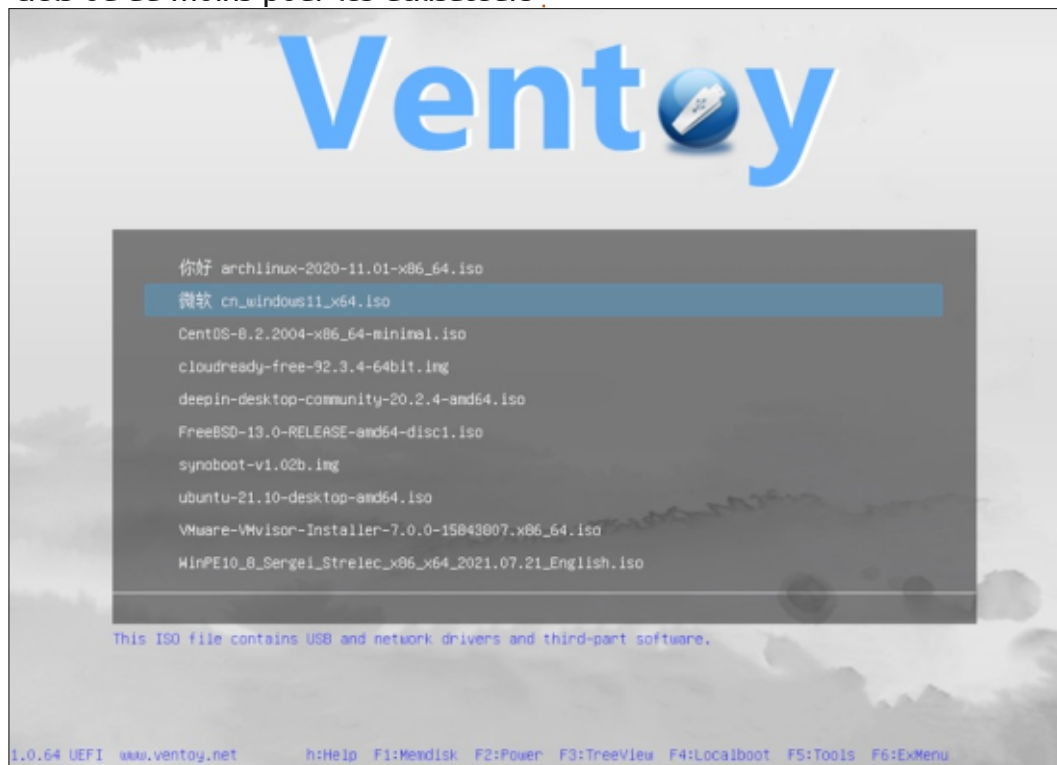 Ventoy
你好 archlinux-2020-11.01-x86_64.iso
微软 cn_windows11_x64.iso
CentOS-8.2.2004-x86_64-minimal.iso
cloudready-free-92.3.4-64bit.img
deepin-desktop-community-20.2.4-amd64.iso
FreeBSD-13.0-RELEASE-amd64-disc1.iso
synoboot-v1.02b.img
ubuntu-21.10-desktop-amd64.iso
VMware-VMvisor-Installer-7.0.0-15843807.x86_64.iso
WinPE10_8_Sergei_Strelec_x86_x64_2021.07.21_English.iso
This ISO file contains USB and network drivers and third-part software.
1.0.64 UEFI www.ventoy.net h:Help F1:Memdisk F2:Power F3:TreeView F4:Localboot F5:Tools F6:ExMenu